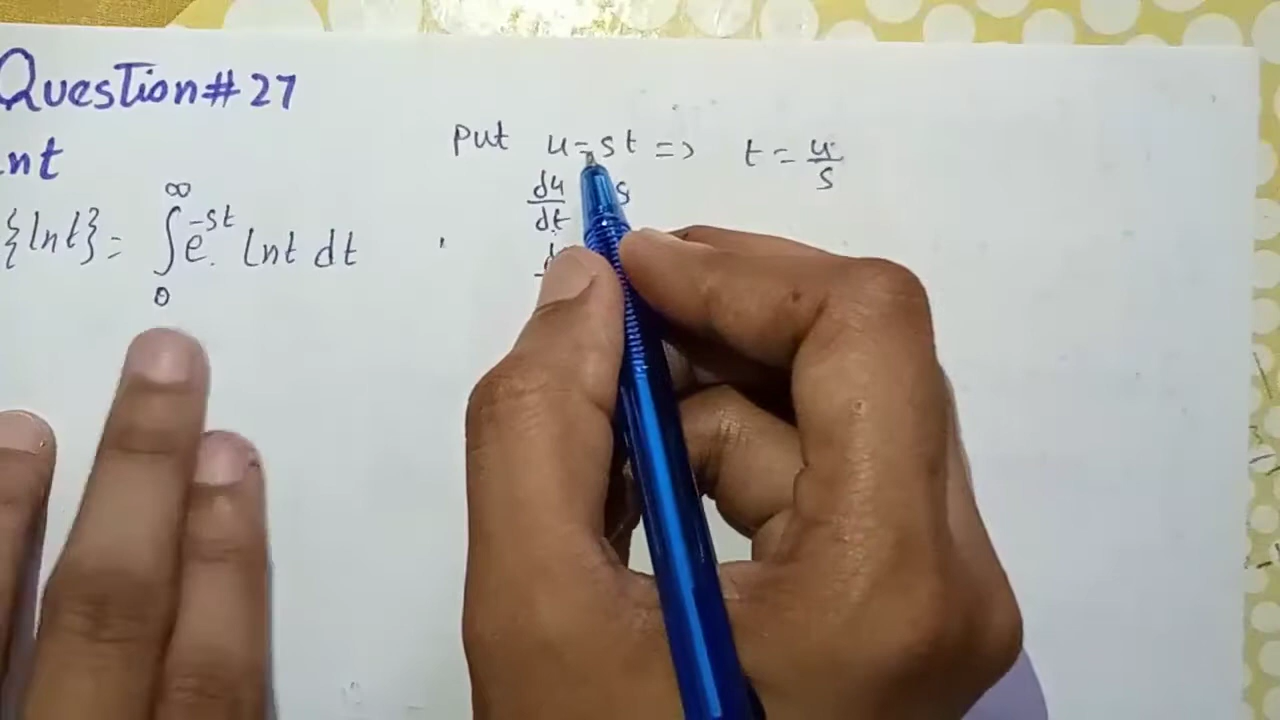 Question# 27
nt
{lnt} = ∫₀^∞ e^-st lnt dt
Put u = st => t = u/s
du/dt s